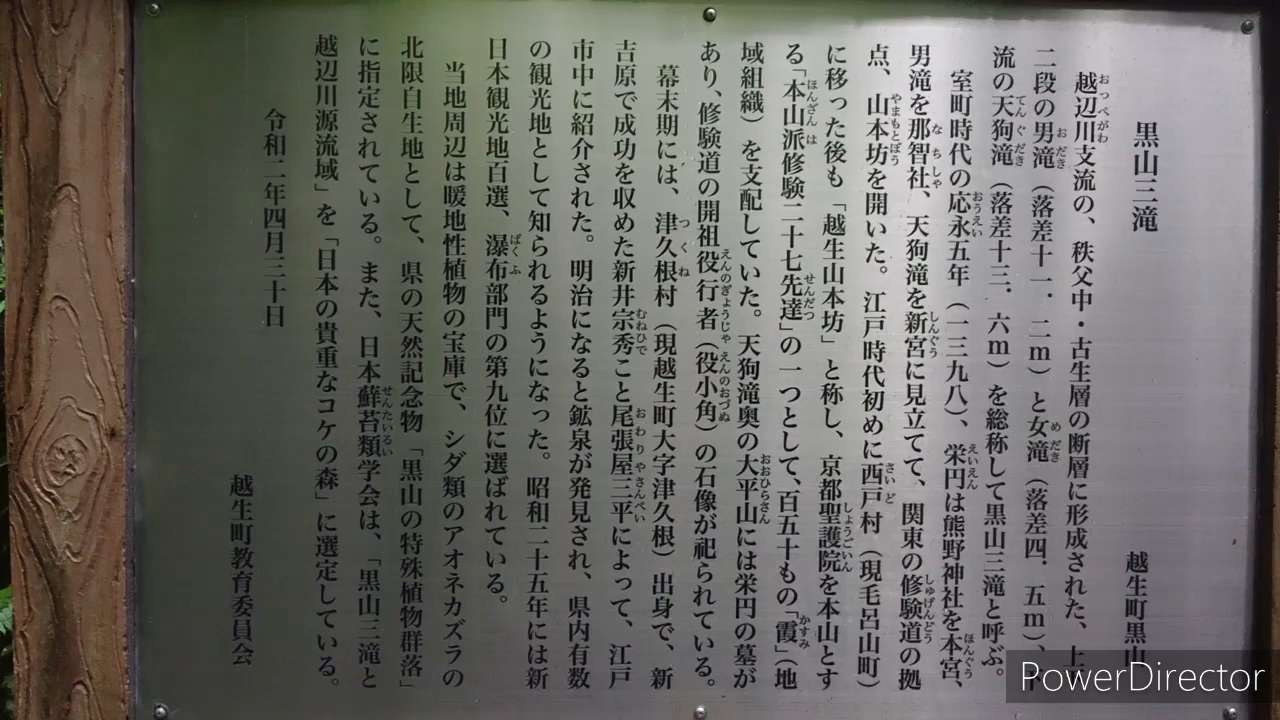 黒山三滝
越生町黒山
越辺川支流の、秩父中・古生層の断層に形成された、上
二段の男滝（落差十一．二m）と女滝（落差四．五m）、
流の天狗滝（落差十三．六m）を総称して黒山三滝と呼ぶ。
室町時代の応永五年（一三九八）、栄円は熊野神社を本宮、
男滝を那智社、天狗滝を新宮に見立てて、関東の修験道の拠
点、山本坊を開いた。江戸時代初めに西戸村（現毛呂山町）
に移った後も「越生山本坊」と称し、京都聖護院を本山とす
る「本山派修験二十七先達」の一つとして、百五十もの「霞」（地
域組織）を支配していた。天狗滝奥の大平山には栄円の墓が
あり、修験道の開祖役行者（役小角）の石像が祀られている。
幕末期には、津久根村（現越生町大字津久根）出身で、新
吉原で成功を収めた新井宗秀こと尾張屋三平によって、江戸
市中に紹介された。明治になると鉱泉が発見され、県内有数
の観光地として知られるようになった。昭和二十五年には新
日本観光地百選、瀑布部門の第九位に選ばれている。
当地周辺は暖地性植物の宝庫で、シダ類のアオネカズラの
北限自生地として、県の天然記念物「黒山の特殊植物群落」
に指定されている。また、日本蘚苔類学会は、「黒山三滝と
越辺川源流域」を「日本の貴重なコケの森」に選定している。
令和二年四月三十日
越生町教育委員会
PowerDirector